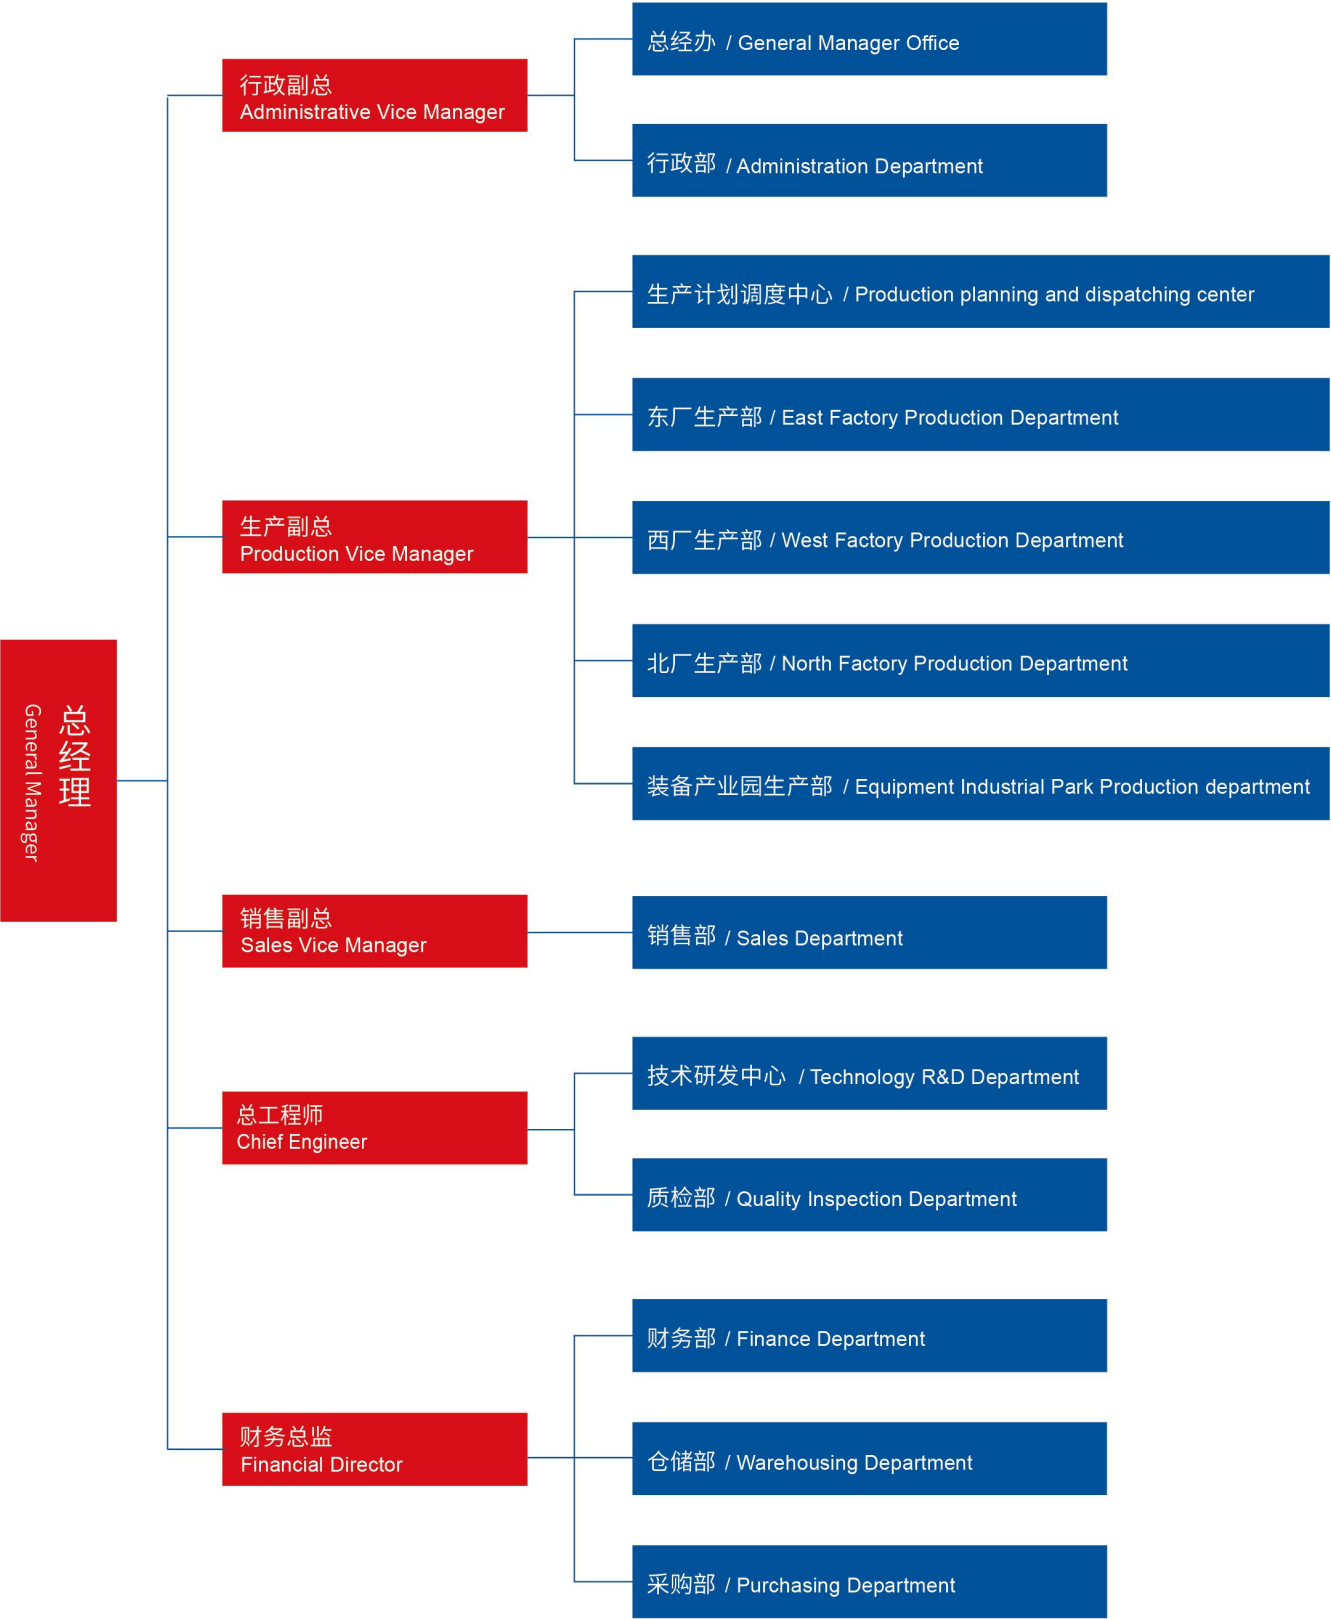 总经理
General Manager
行政副总
Administrative Vice Manager
总经办 / General Manager Office
行政部 / Administration Department
生产副总
Production Vice Manager
生产计划调度中心 / Production planning and dispatching center
东厂生产部 / East Factory Production Department
西厂生产部 / West Factory Production Department
北厂生产部 / North Factory Production Department
装备产业园生产部 / Equipment Industrial Park Production department
销售副总
Sales Vice Manager
销售部 / Sales Department
总工程师
Chief Engineer
技术研发中心 / Technology R&D Department
质检部 / Quality Inspection Department
财务总监
Financial Director
财务部 / Finance Department
仓储部 / Warehousing Department
采购部 / Purchasing Department